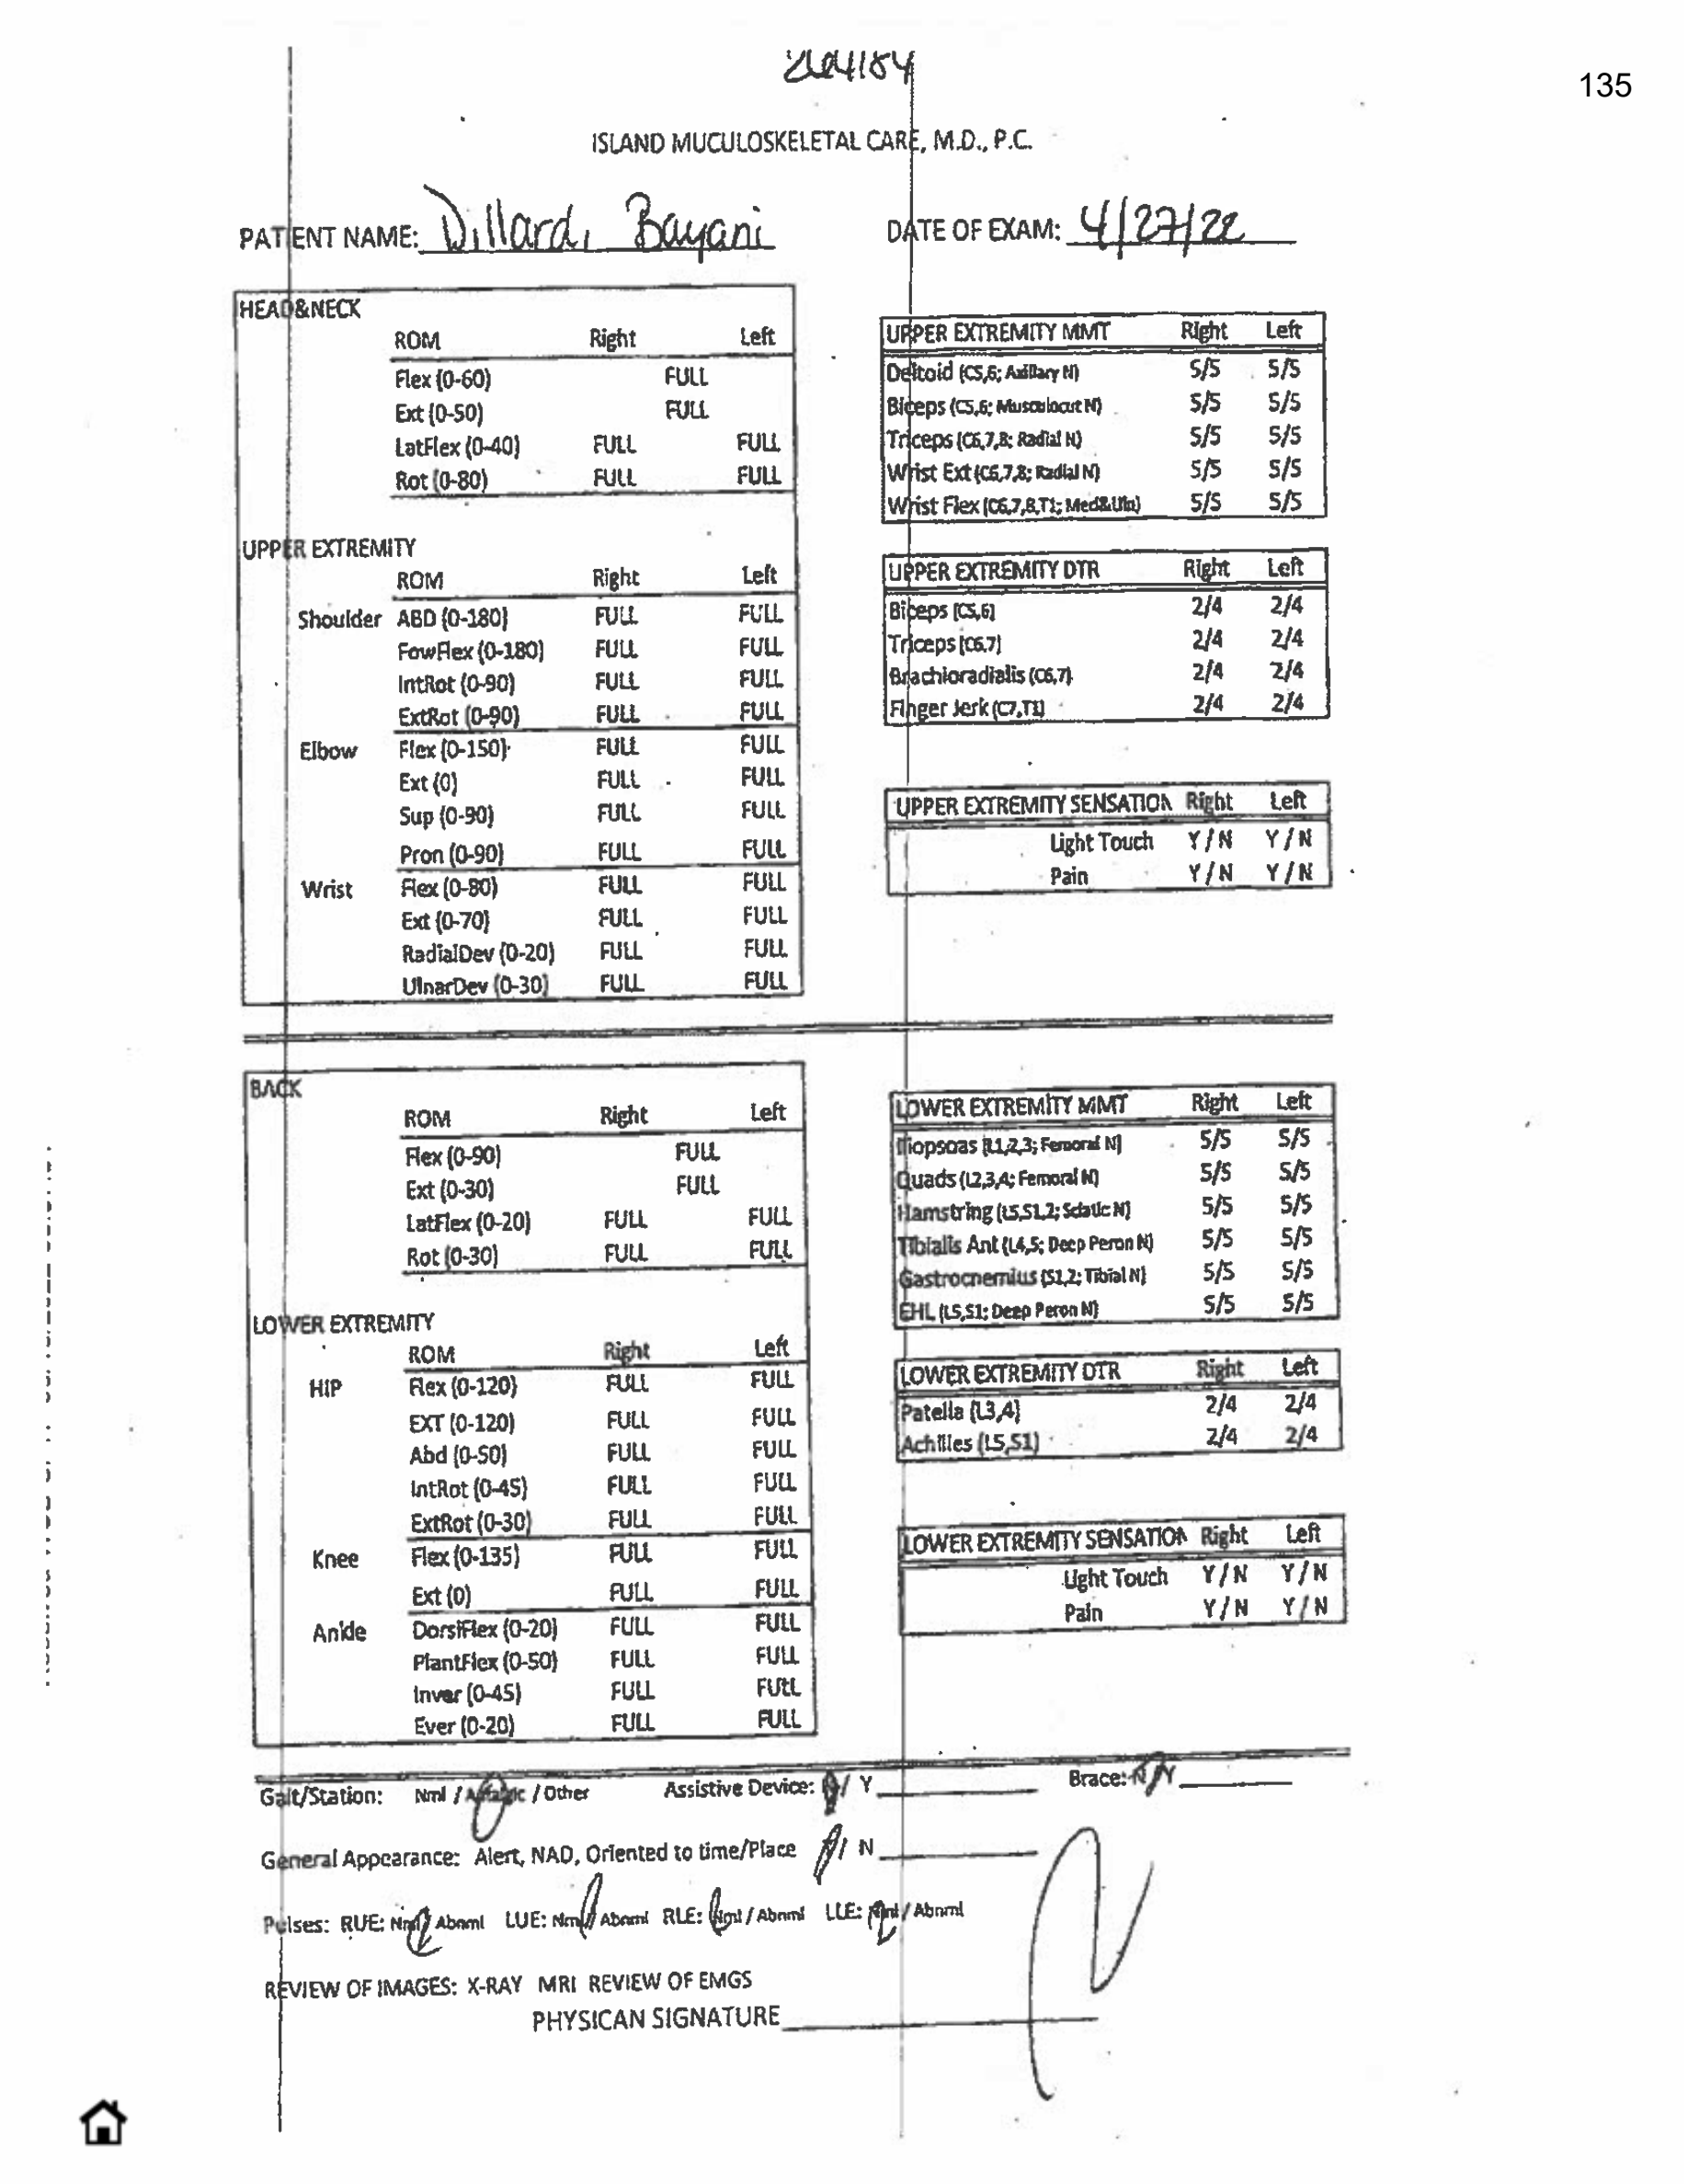 135
ISLAND MUCULOSKELETAL CARE, M.D., P.C.
PATIENT NAME: Dillard, Bayani
DATE OF EXAM: 4/27/22
HEAD&NECK
ROM Right Left
Flex (0-60) FULL
Ext (0-50) FULL
LatFlex (0-40) FULL FULL
Rot (0-80) FULL FULL
UPPER EXTREMITY
ROM Right Left
Shoulder ABD (0-180) FULL FULL
FowFlex (0-180) FULL FULL
IntRot (0-90) FULL FULL
ExtRot (0-90) FULL FULL
Elbow Flex (0-150) FULL FULL
Ext (0) FULL FULL
Sup (0-90) FULL FULL
Pron (0-90) FULL FULL
Wrist Flex (0-80) FULL FULL
Ext (0-70) FULL FULL
RadialDev (0-20) FULL FULL
UlnarDev (0-30) FULL FULL
UPPER EXTREMITY MMT Right Left
Deltoid (C5,6; Axillary N) 5/5 5/5
Biceps (C5,6; Musculocut N) 5/5 5/5
Triceps (C6,7,8; Radial N) 5/5 5/5
Wrist Ext (C6,7,8; Radial N) 5/5 5/5
Wrist Flex (C6,7,8,T1; Med&Uln) 5/5 5/5
UPPER EXTREMITY DTR Right Left
Biceps (C5,6) 2/4 2/4
Triceps (C6.7) 2/4 2/4
Brachioradialis (C6,7) 2/4 2/4
Finger Jerk (C7,T1) 2/4 2/4
UPPER EXTREMITY SENSATION Right Left
Light Touch Y / N Y / N
Pain Y / N Y / N
BACK
ROM Right Left
Flex (0-90) FULL
Ext (0-30) FULL
LatFlex (0-20) FULL FULL
Rot (0-30) FULL FULL
LOWER EXTREMITY
ROM Right Left
HIP Flex (0-120) FULL FULL
EXT (0-120) FULL FULL
Abd (0-50) FULL FULL
IntRot (0-45) FULL FULL
ExtRot (0-30) FULL FULL
Knee Flex (0-135) FULL FULL
Ext (0) FULL FULL
Ankle DorsiFlex (0-20) FULL FULL
PlantFlex (0-50) FULL FULL
Inver (0-45) FULL FULL
Ever (0-20) FULL FULL
LOWER EXTREMITY MMT Right Left
Iliopsoas (L1,2,3; Femoral N) 5/5 5/5
Quads (L2,3,4; Femoral N) 5/5 5/5
Hamstring (L5,S1,2; Sciatic N) 5/5 5/5
Tibialis Ant (L4,5; Deep Peron N) 5/5 5/5
Gastrocnemius (S1,2; Tibial N) 5/5 5/5
EHL (L5,S1; Deep Peron N) 5/5 5/5
LOWER EXTREMITY DTR Right Left
Patella (L3,4) 2/4 2/4
Achilles (L5,S1) 2/4 2/4
LOWER EXTREMITY SENSATION Right Left
Light Touch Y / N Y / N
Pain Y / N Y / N
Gait/Station: Nml / Antalgic / Other Assistive Device: N / Y Brace: N / Y
General Appearance: Alert, NAD, Oriented to time/Place Y / N
Pulses: RUE: Nml / Abnml LUE: Nml / Abnml RLE: Nml / Abnml LLE: Nml / Abnml
REVIEW OF IMAGES: X-RAY MRI REVIEW OF EMGS
PHYSICAN SIGNATURE